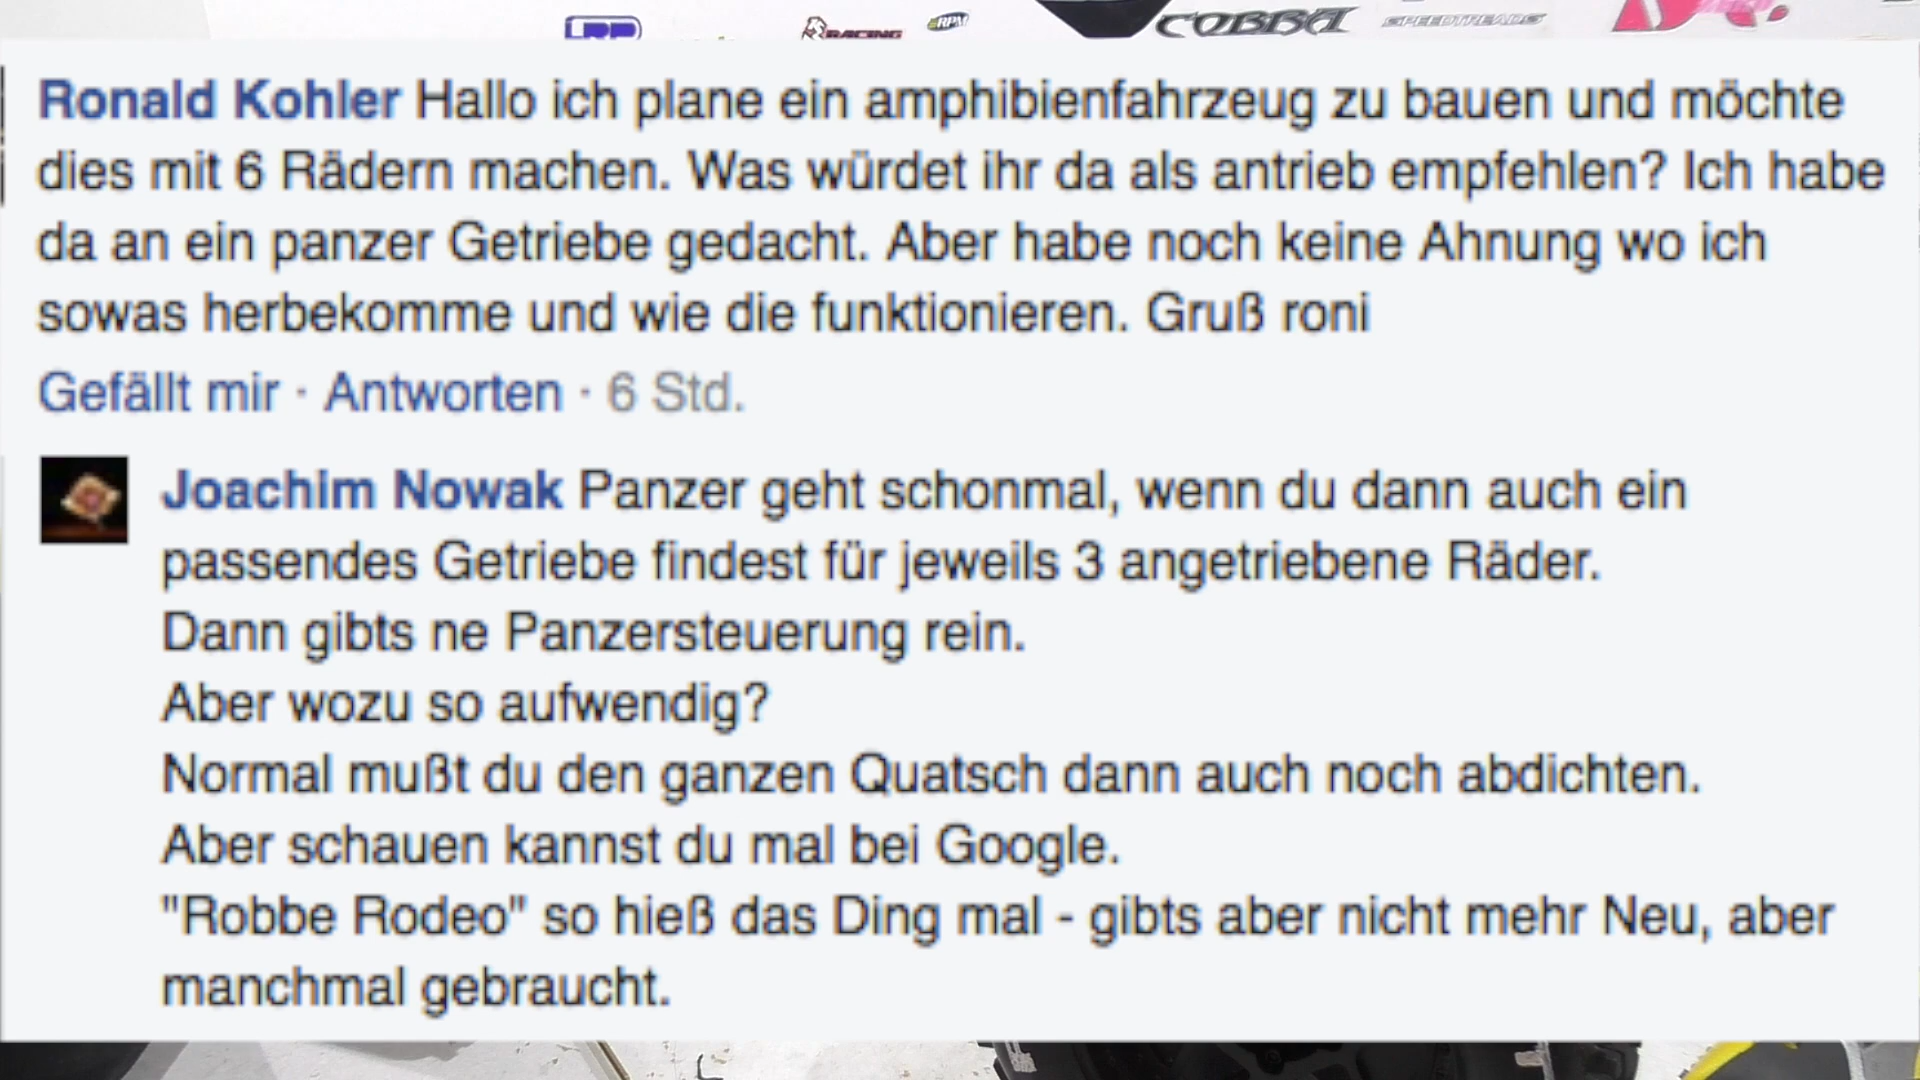 LRP
RACING
RPM
COBRA
SPEEDTREADS
Ronald Kohler Hallo ich plane ein amphibienfahrzeug zu bauen und möchte
dies mit 6 Rädern machen. Was würdet ihr da als antrieb empfehlen? Ich habe
da an ein panzer Getriebe gedacht. Aber habe noch keine Ahnung wo ich
sowas herbekomme und wie die funktionieren. Gruß roni
Gefällt mir · Antworten · 6 Std.
Joachim Nowak Panzer geht schonmal, wenn du dann auch ein
passendes Getriebe findest für jeweils 3 angetriebene Räder.
Dann gibts ne Panzersteuerung rein.
Aber wozu so aufwendig?
Normal mußt du den ganzen Quatsch dann auch noch abdichten.
Aber schauen kannst du mal bei Google.
"Robbe Rodeo" so hieß das Ding mal - gibts aber nicht mehr Neu, aber
manchmal gebraucht.